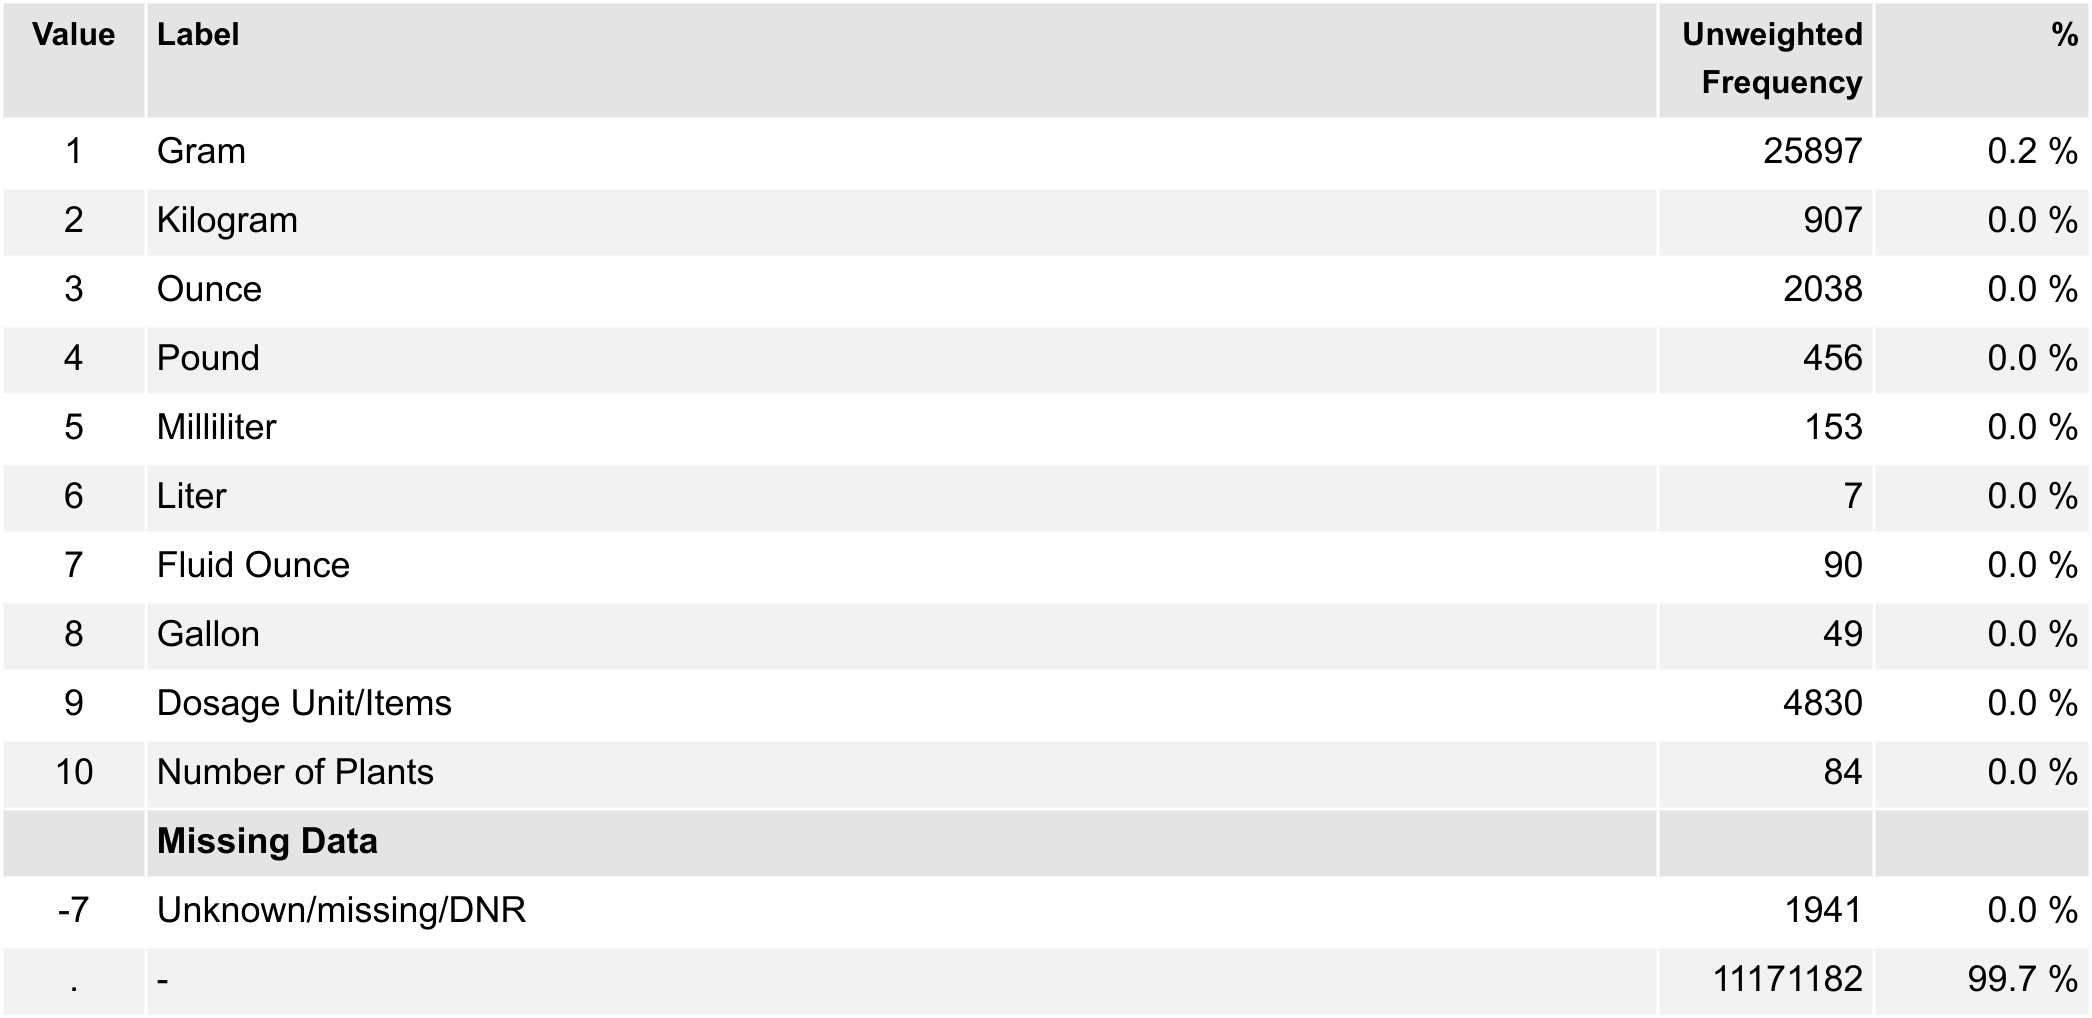 Value Label Unweighted Frequency %
1 Gram 25897 0.2 %
2 Kilogram 907 0.0 %
3 Ounce 2038 0.0 %
4 Pound 456 0.0 %
5 Milliliter 153 0.0 %
6 Liter 7 0.0 %
7 Fluid Ounce 90 0.0 %
8 Gallon 49 0.0 %
9 Dosage Unit/Items 4830 0.0 %
10 Number of Plants 84 0.0 %
Missing Data
-7 Unknown/missing/DNR 1941 0.0 %
. - 11171182 99.7 %